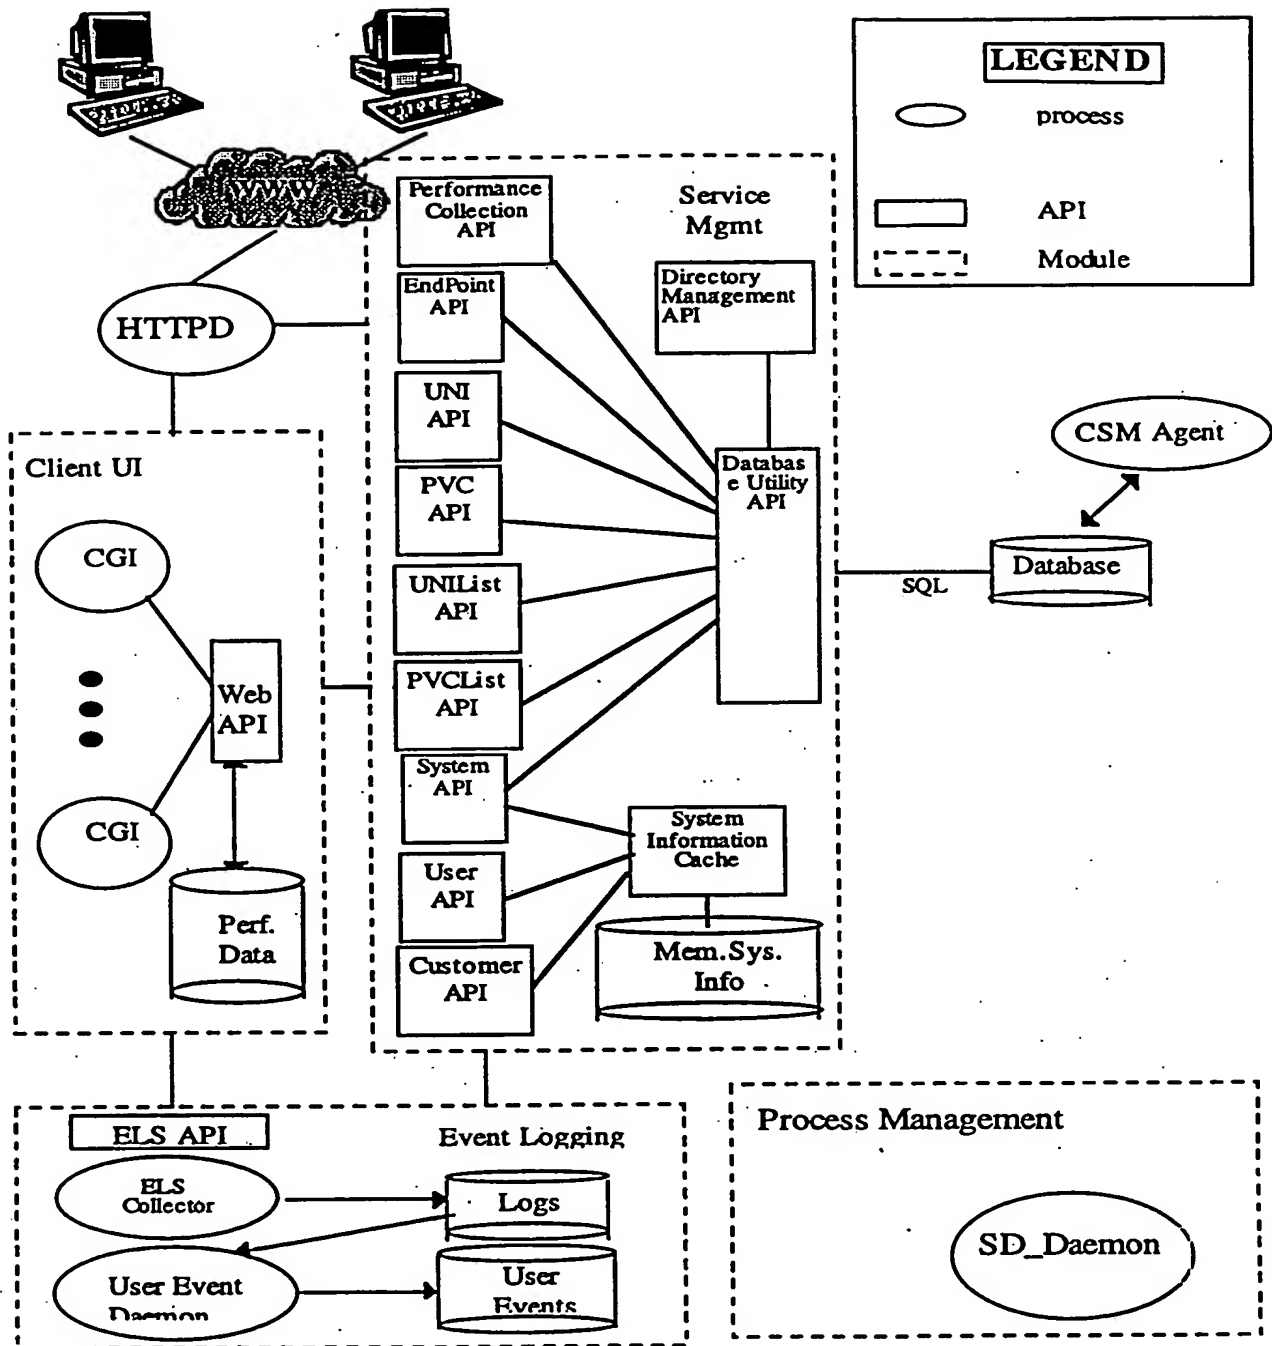 LEGEND
process
API
Module
WWW
HTTPD
Service
Mgmt
Performance
Collection
API
EndPoint
API
UNI
API
PVC
API
UNIList
API
PVCList
API
System
API
User
API
Customer
API
Directory
Management
API
Databas
e Utility
API
System
Information
Cache
Mem.Sys.
Info
SQL
CSM Agent
Database
Client UI
CGI
CGI
Web
API
Perf.
Data
ELS API
Event Logging
ELS
Collector
Logs
User Event
Daemon
User
Events
Process Management
SD_Daemon